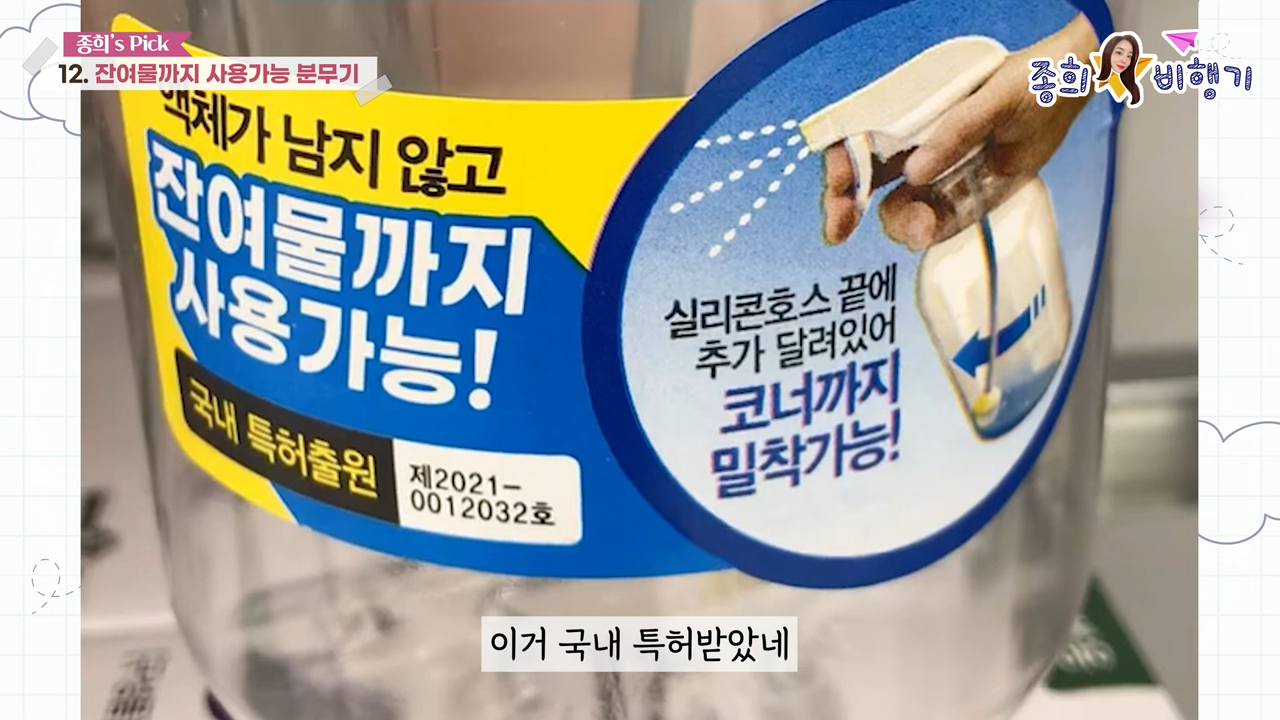 종희's Pick
12. 잔여물까지 사용가능 분무기
종희 비행기
액체가 남지 않고
잔여물까지
사용가능!
국내 특허출원
제2021-
0012032호
실리콘호스 끝에
추가 달려있어
코너까지
밀착가능!
이거 국내 특허받았네